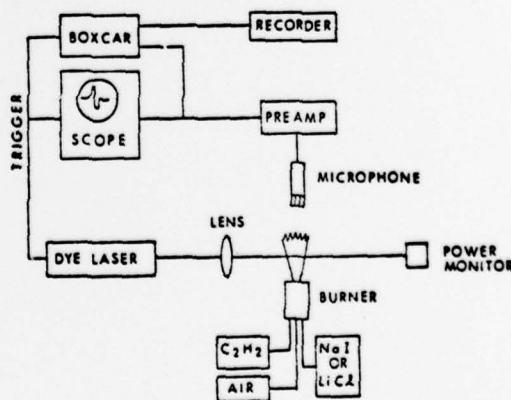 RECORDER
BOXCAR
TRIGGER
SCOPE
PREAMP
MICROPHONE
LENS
DYE LASER
POWER
MONITOR
BURNER
C2H2
NaI
OR
LiCl
AIR